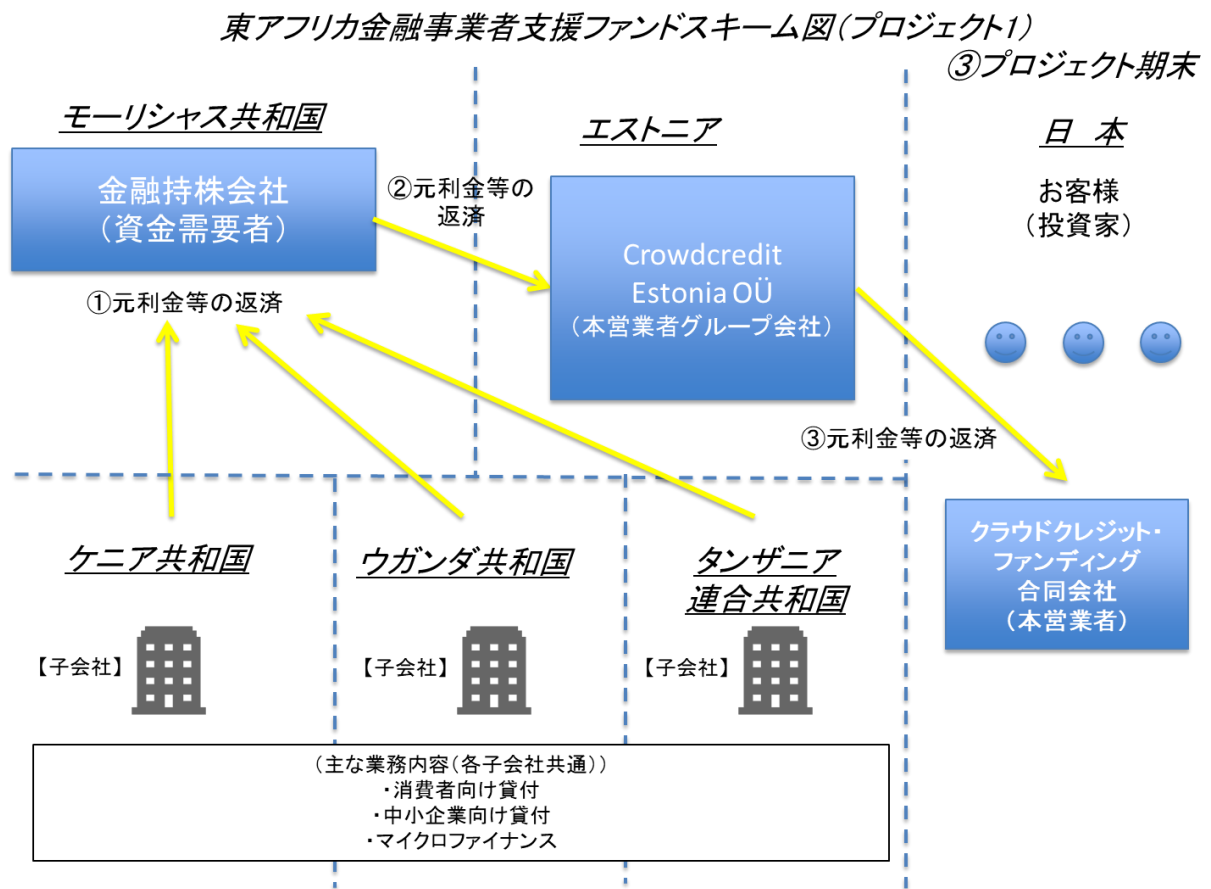 東アフリカ金融事業者支援ファンドスキーム図(プロジェクト1)
③プロジェクト期末
モーリシャス共和国
エストニア
日 本
金融持株会社
(資金需要者)
②元利金等の
返済
お客様
(投資家)
Crowdcredit
Estonia OÜ
(本営業者グループ会社)
①元利金等の返済
③元利金等の返済
クラウドクレジット・
ファンディング
合同会社
(本営業者)
ケニア共和国
ウガンダ共和国
タンザニア
連合共和国
【子会社】
【子会社】
【子会社】
(主な業務内容(各子会社共通))
・消費者向け貸付
・中小企業向け貸付
・マイクロファイナンス